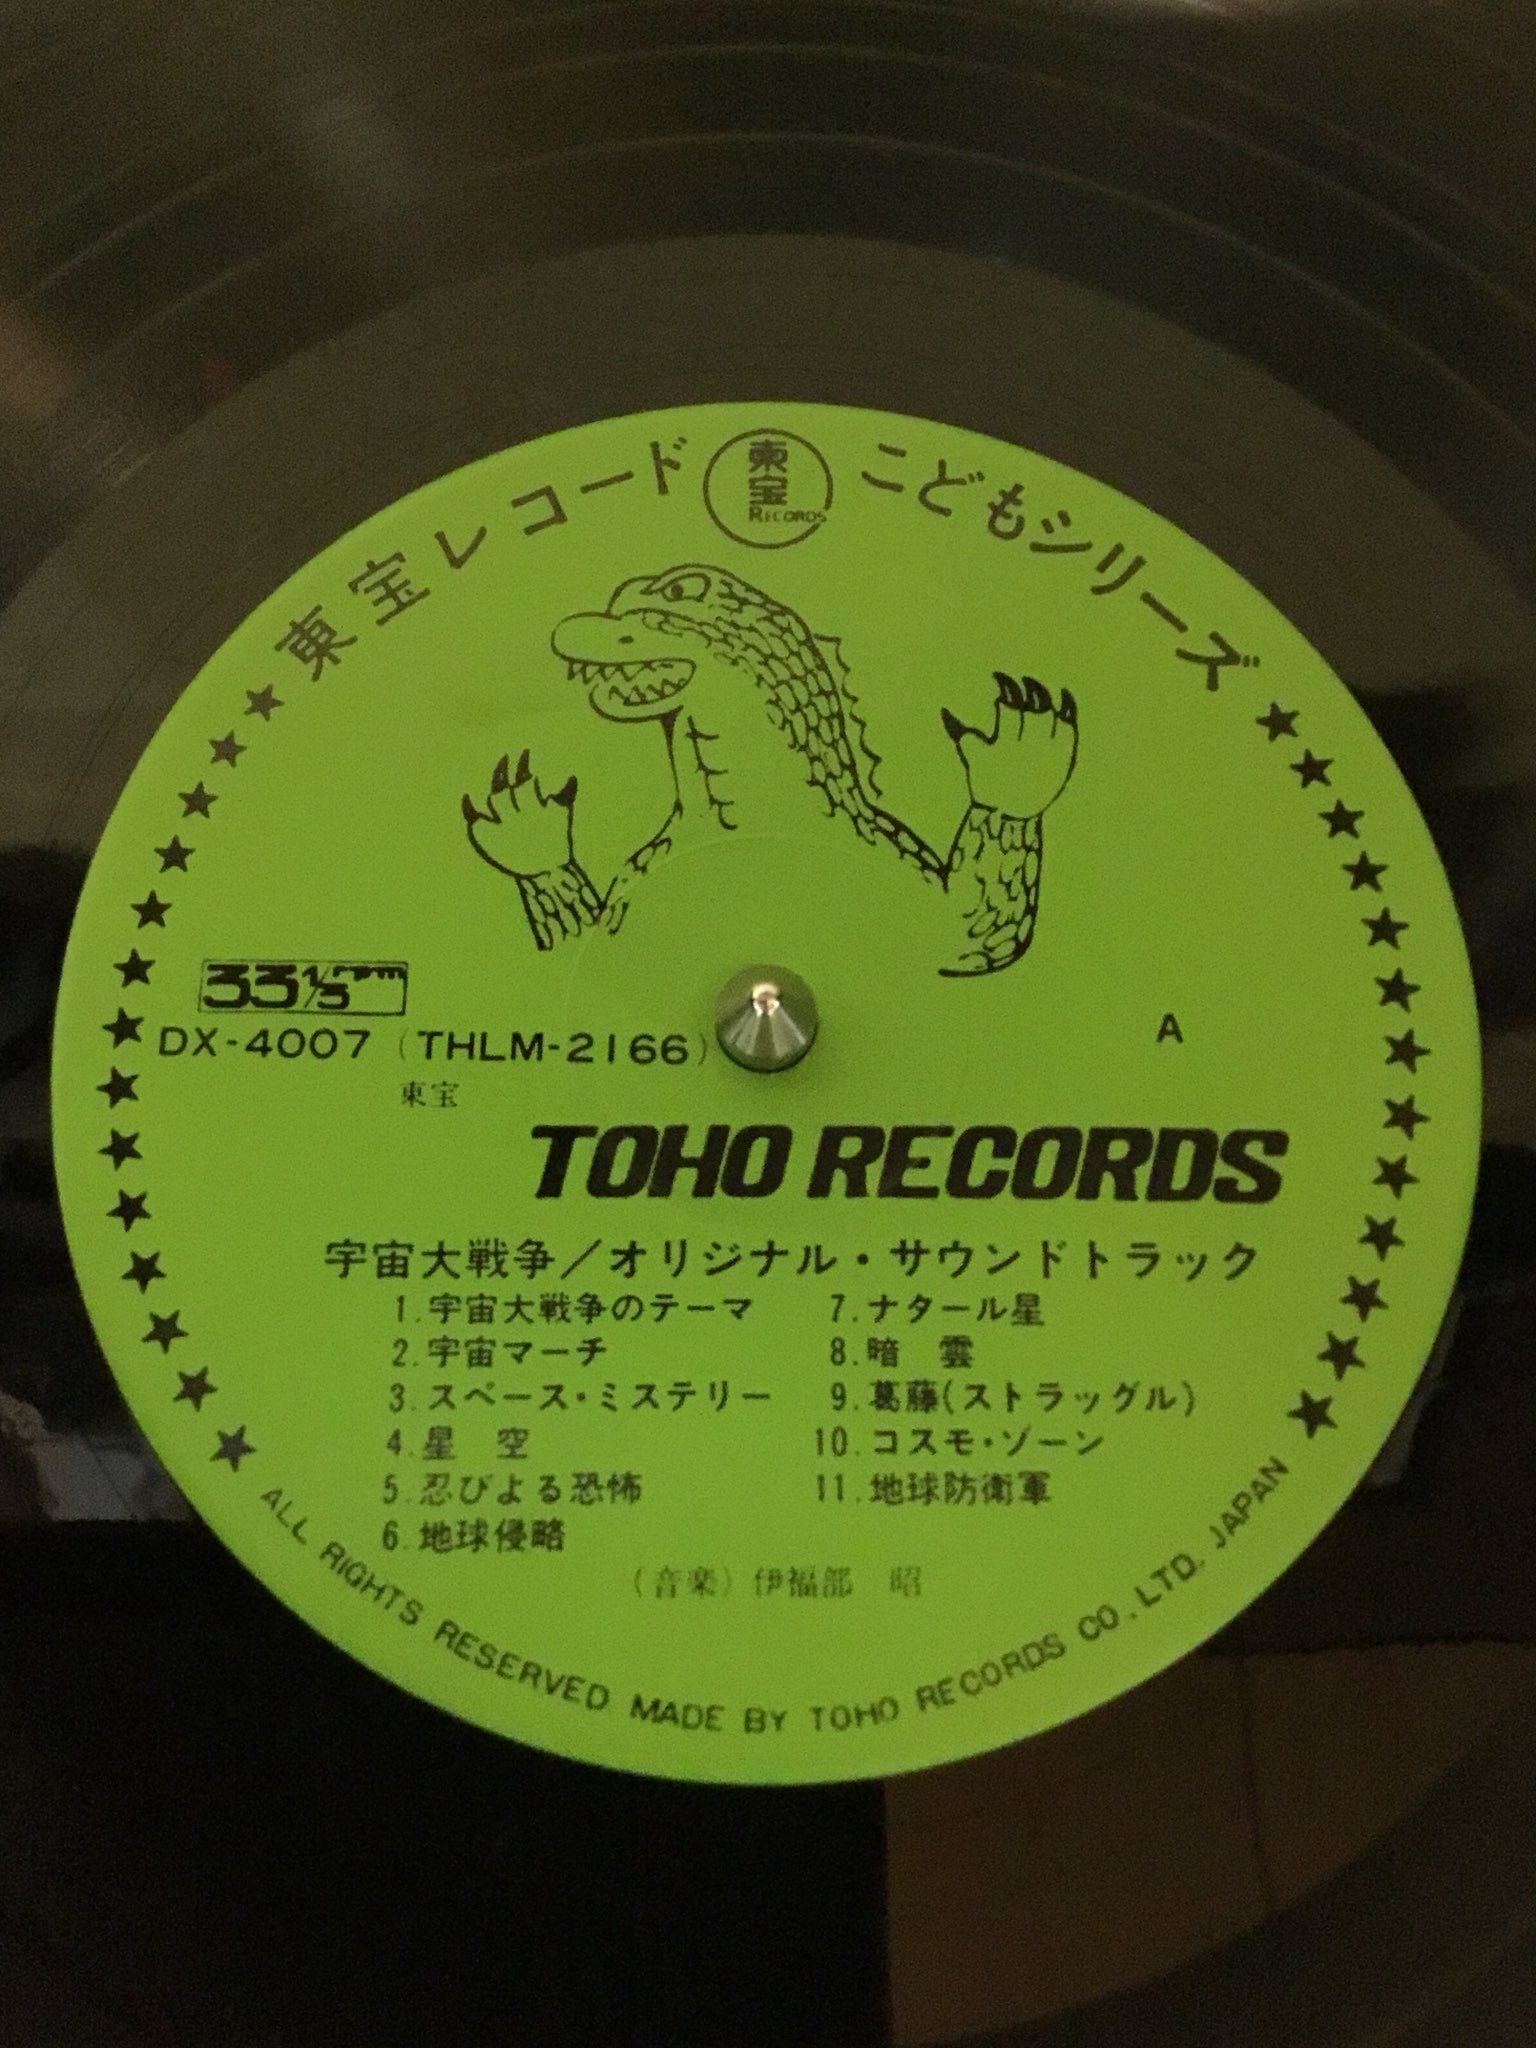 東宝レコード 東宝 RECORDS こどもシリーズ
33⅓rpm
DX-4007 (THLM-2166)
A
東宝
TOHO RECORDS
宇宙大戦争／オリジナル・サウンドトラック
1.宇宙大戦争のテーマ
2.宇宙マーチ
3.スペース・ミステリー
4.星　空
5.忍びよる恐怖
6.地球侵略
7.ナタール星
8.暗　雲
9.葛藤(ストラッグル)
10.コスモ・ゾーン
11.地球防衛軍
(音楽) 伊福部　昭
ALL RIGHTS RESERVED MADE BY TOHO RECORDS CO., LTD. JAPAN